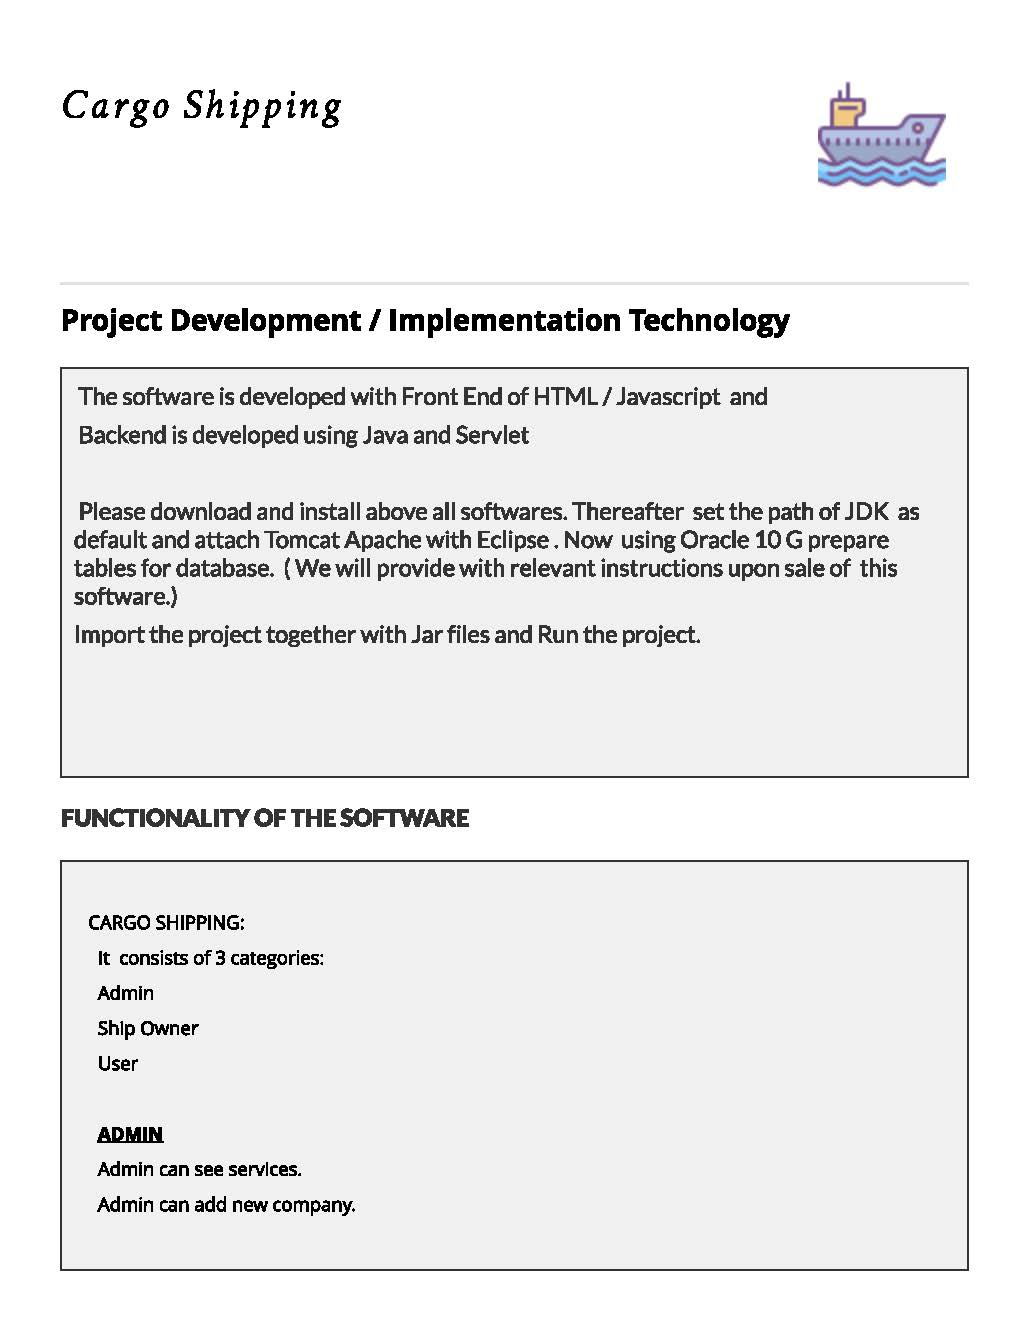 Cargo Shipping
Project Development / Implementation Technology
The software is developed with Front End of HTML / Javascript and
Backend is developed using Java and Servlet
Please download and install above all softwares. Thereafter set the path of JDK as
default and attach Tomcat Apache with Eclipse . Now using Oracle 10 G prepare
tables for database. ( We will provide with relevant instructions upon sale of this
software.)
Import the project together with Jar files and Run the project.
FUNCTIONALITY OF THE SOFTWARE
CARGO SHIPPING:
It consists of 3 categories:
Admin
Ship Owner
User
ADMIN
Admin can see services.
Admin can add new company.